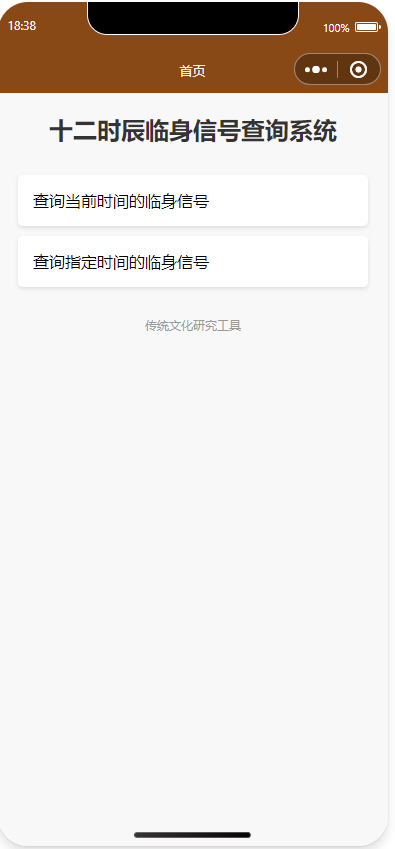 18:38
100%
首页
十二时辰临身信号查询系统
查询当前时间的临身信号
查询指定时间的临身信号
传统文化研究工具